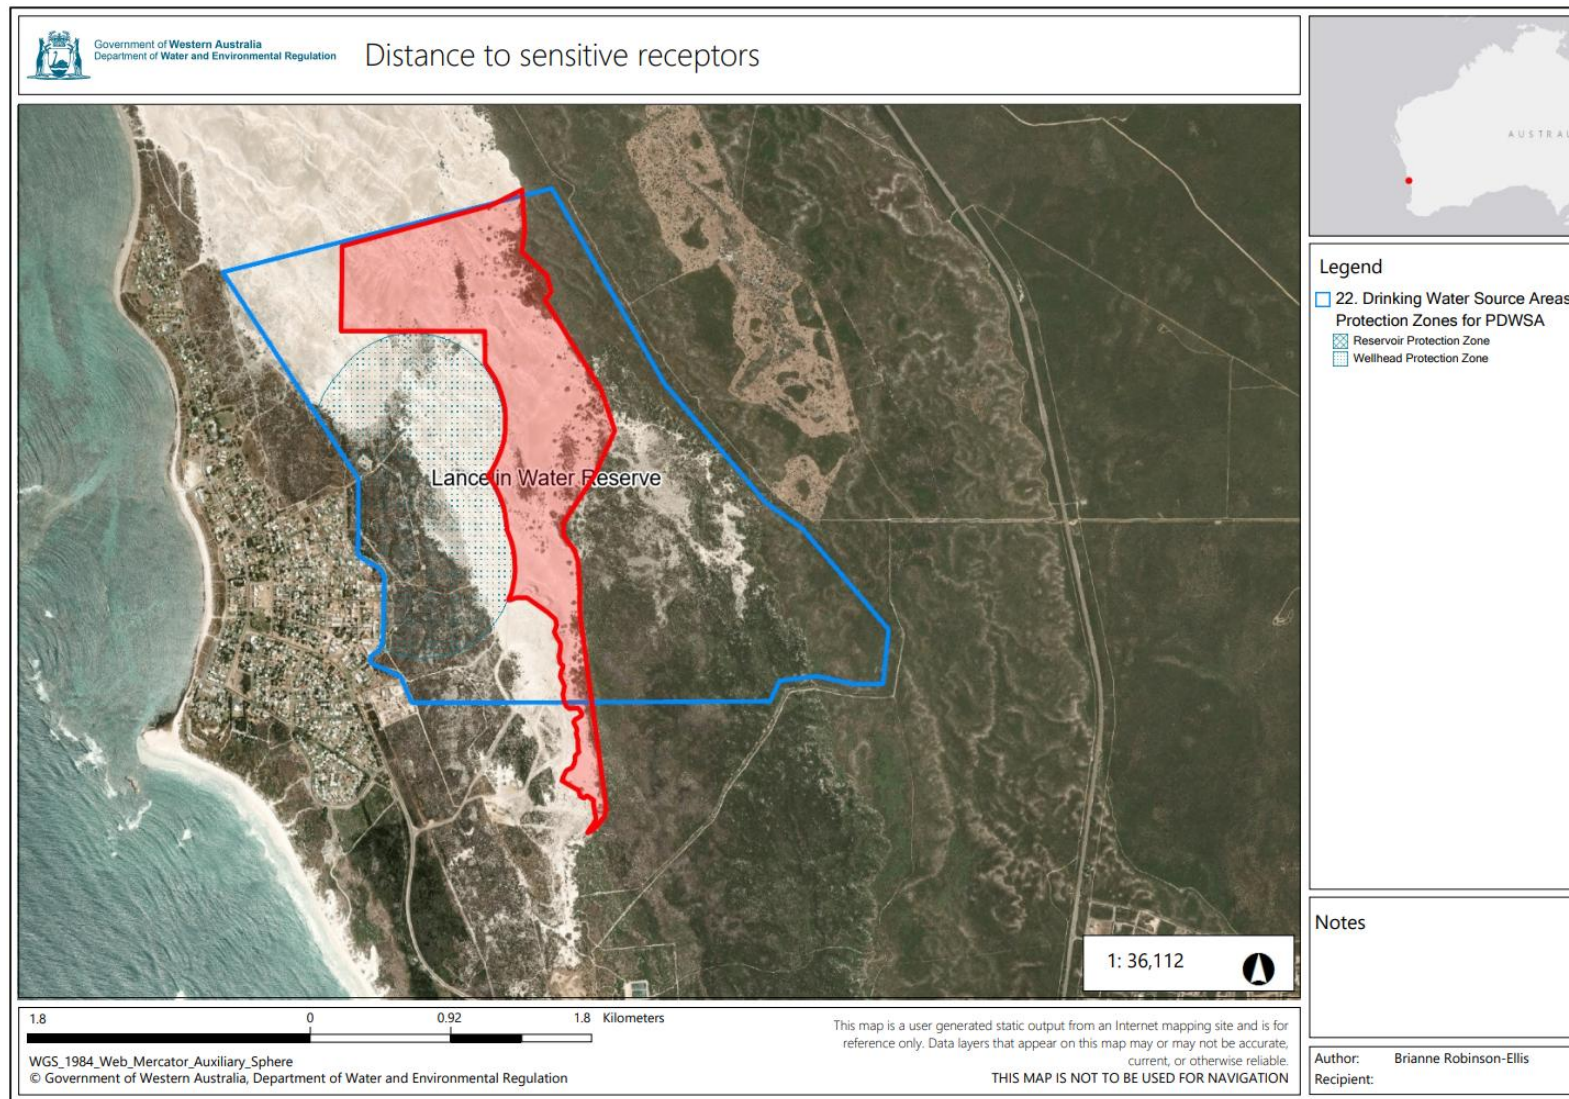 Government of Western Australia
Department of Water and Environmental Regulation
Distance to sensitive receptors
Lancelin Water Reserve
1: 36,112
Legend
22. Drinking Water Source Areas
Protection Zones for PDWSA
Reservoir Protection Zone
Wellhead Protection Zone
Notes
1.8 0 0.92 1.8 Kilometers
WGS_1984_Web_Mercator_Auxiliary_Sphere
© Government of Western Australia, Department of Water and Environmental Regulation
This map is a user generated static output from an Internet mapping site and is for
reference only. Data layers that appear on this map may or may not be accurate,
current, or otherwise reliable.
THIS MAP IS NOT TO BE USED FOR NAVIGATION
Author: Brianne Robinson-Ellis
Recipient: